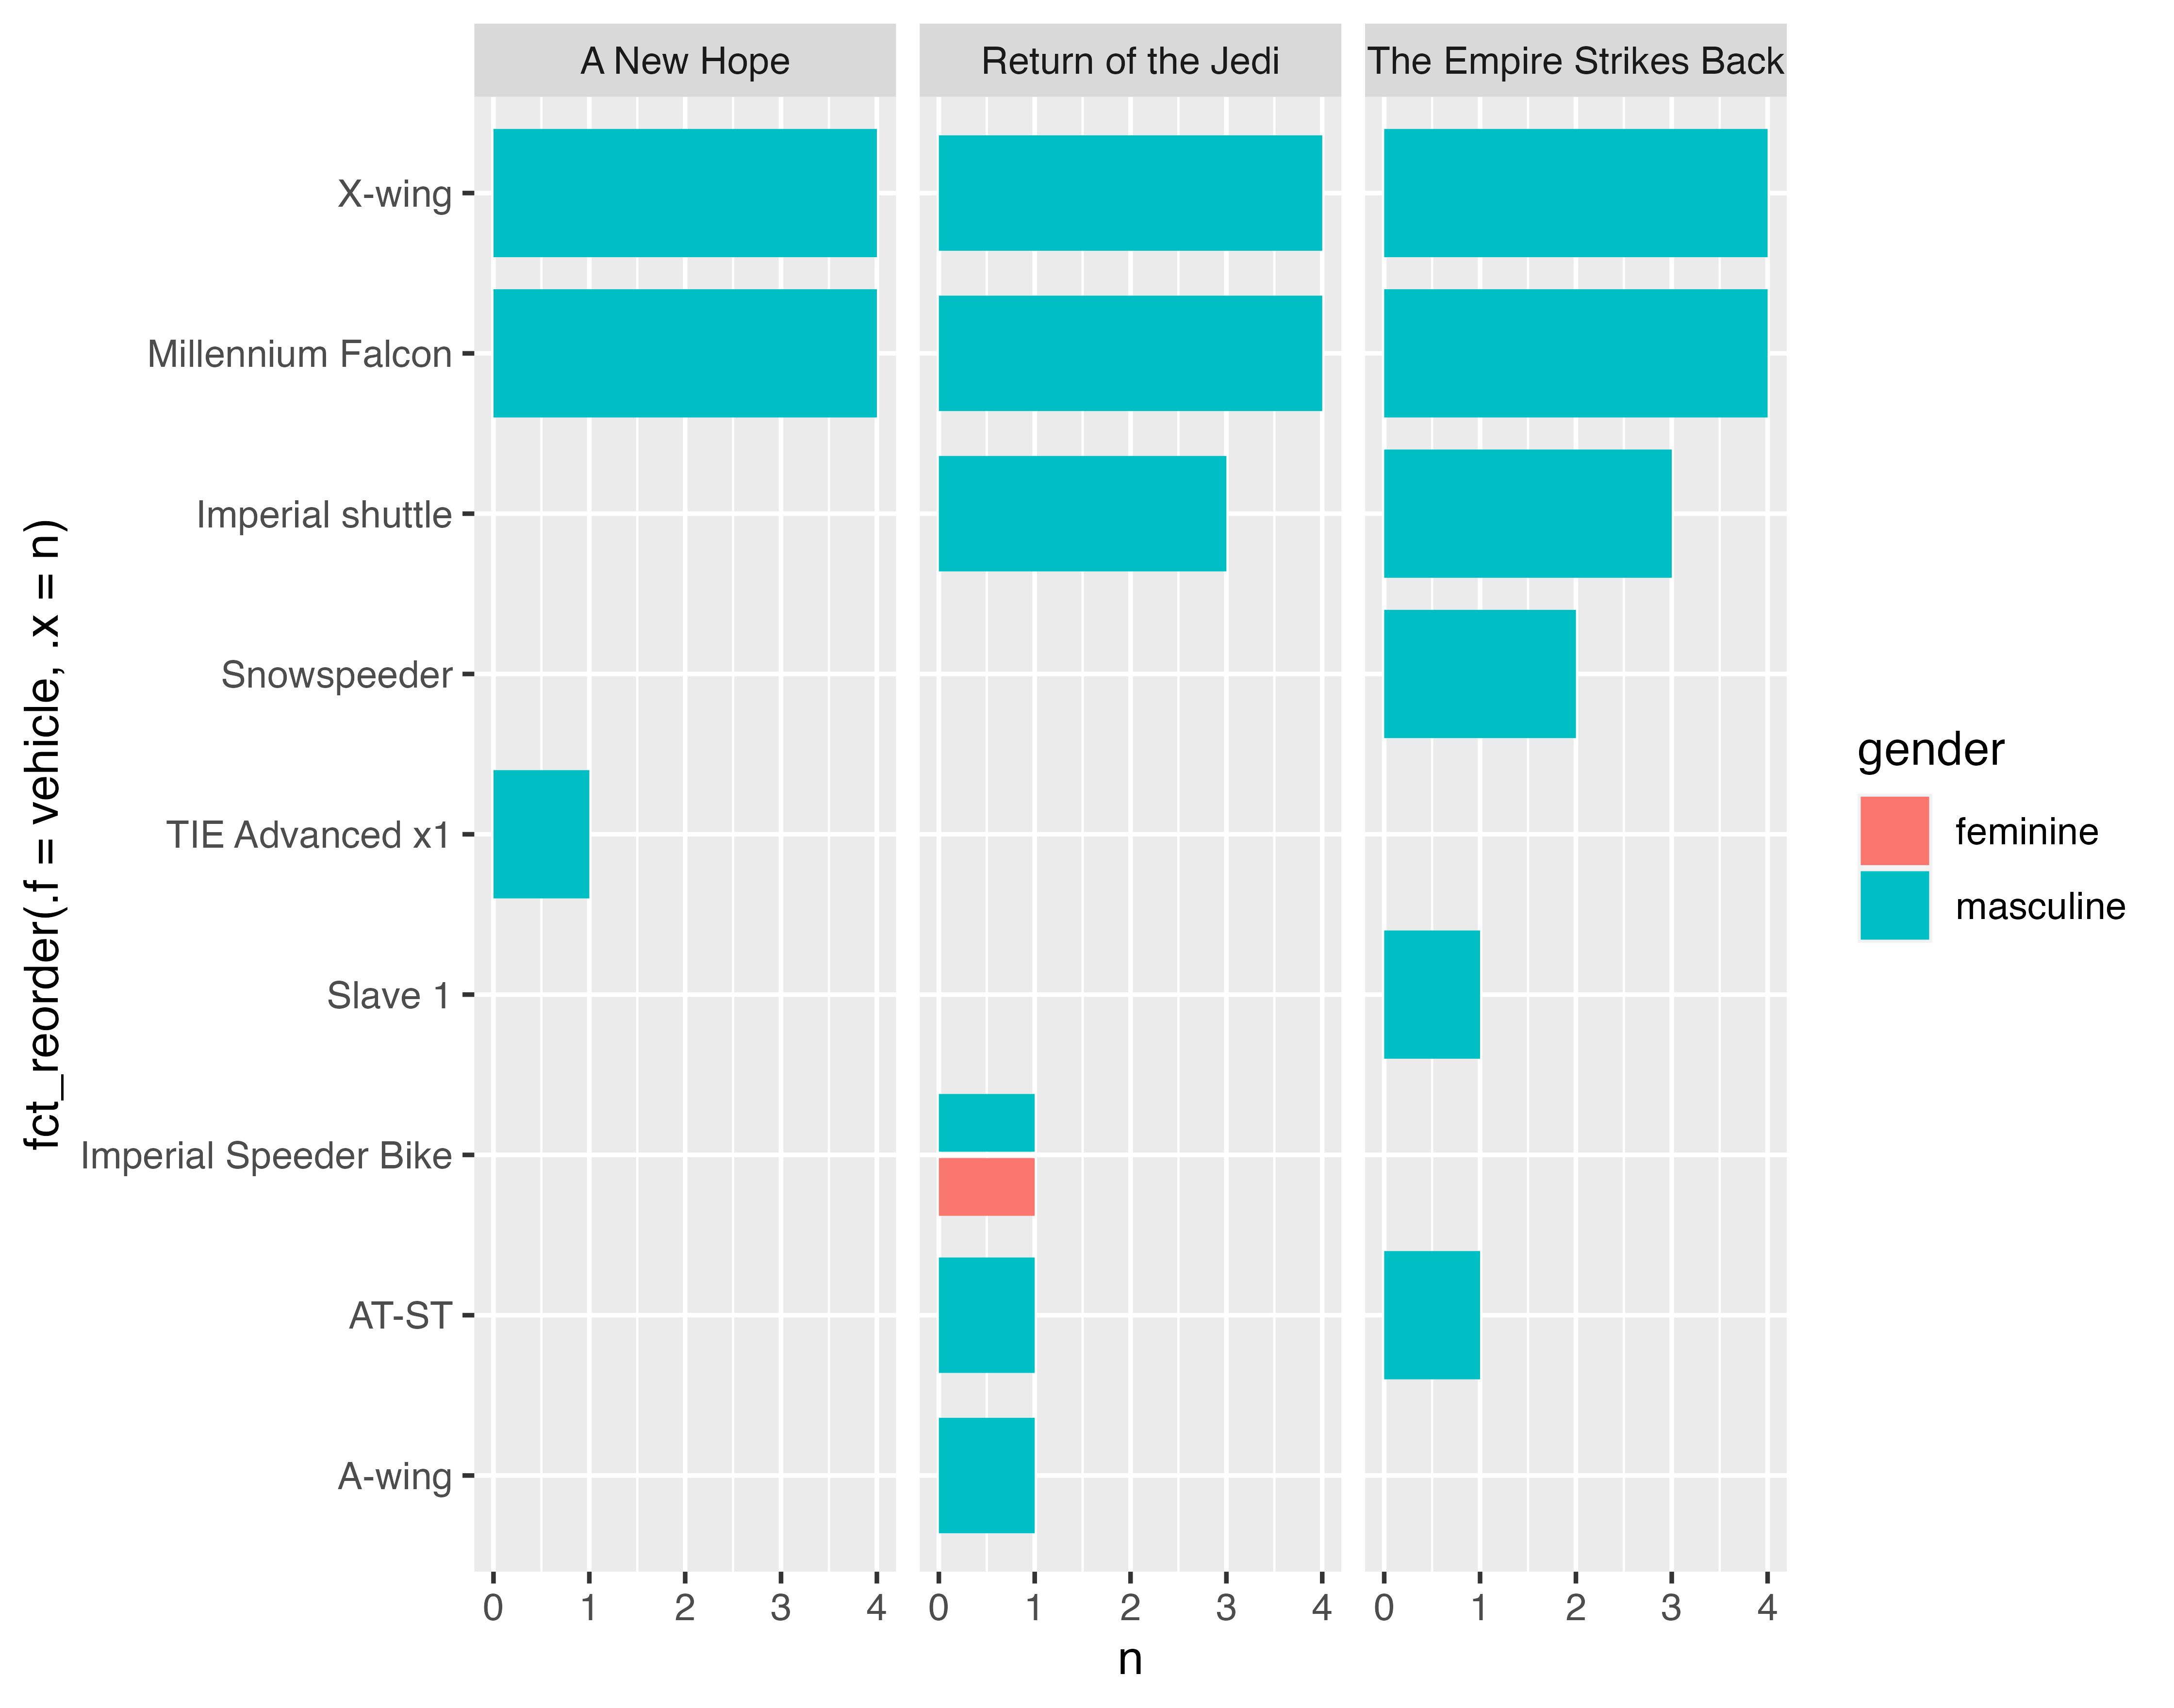 A New Hope
Return of the Jedi
The Empire Strikes Back
fct_reorder(.f = vehicle, .x = n)
X-wing
Millennium Falcon
Imperial shuttle
Snowspeeder
TIE Advanced x1
Slave 1
Imperial Speeder Bike
AT-ST
A-wing
0 1 2 3 4
0 1 2 3 4
0 1 2 3 4
n
gender
feminine
masculine